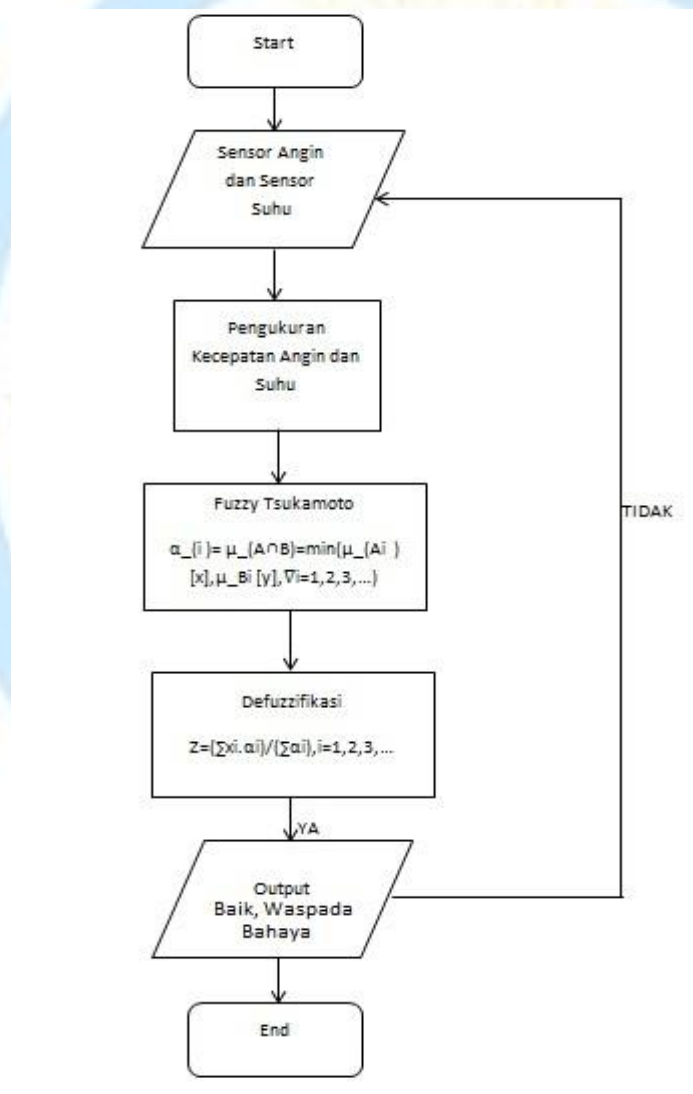 Start
Sensor Angin
dan Sensor
Suhu
Pengukuran
Kecepatan Angin dan
Suhu
Fuzzy Tsukamoto
α_(i )= μ_(A∩B)=min(μ_(Ai )
[x],μ_Bi [y],∇i=1,2,3,...)
TIDAK
Defuzzifikasi
Z=(∑xi.αi)/(∑αi),i=1,2,3,...
YA
Output
Baik, Waspada
Bahaya
End